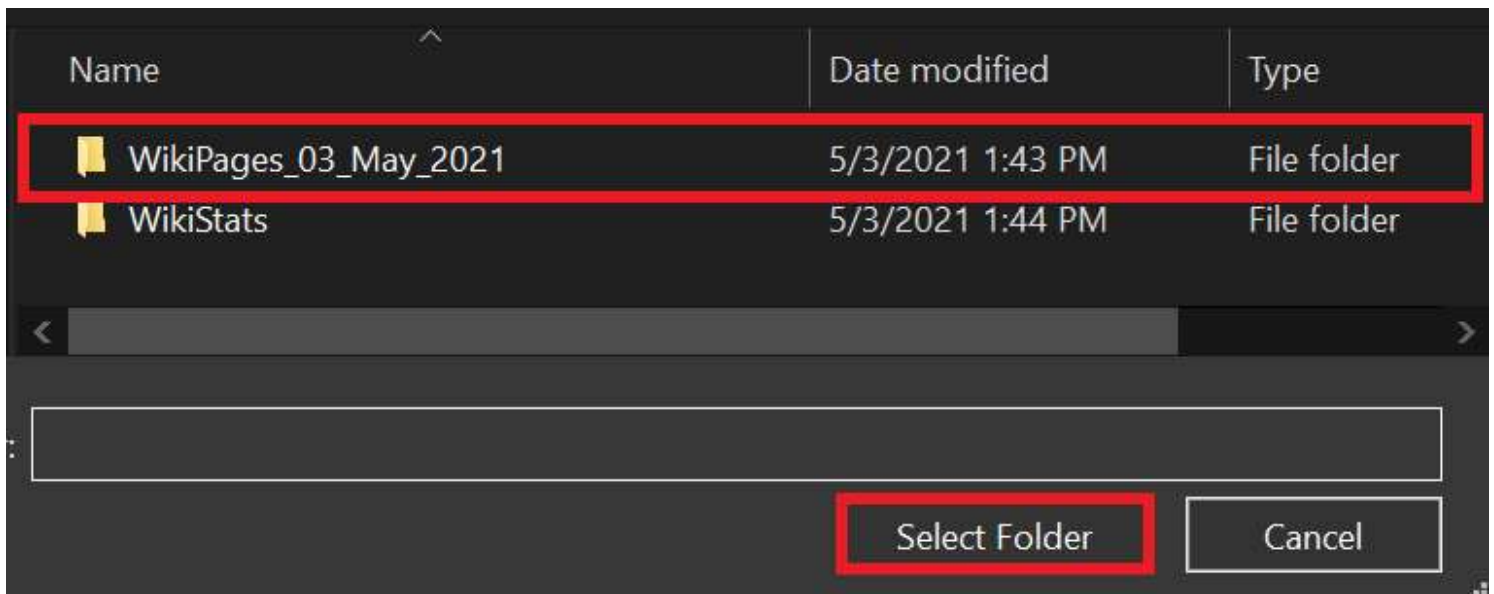 Name Date modified Type
WikiPages_03_May_2021 5/3/2021 1:43 PM File folder
WikiStats 5/3/2021 1:44 PM File folder
:
Select Folder Cancel